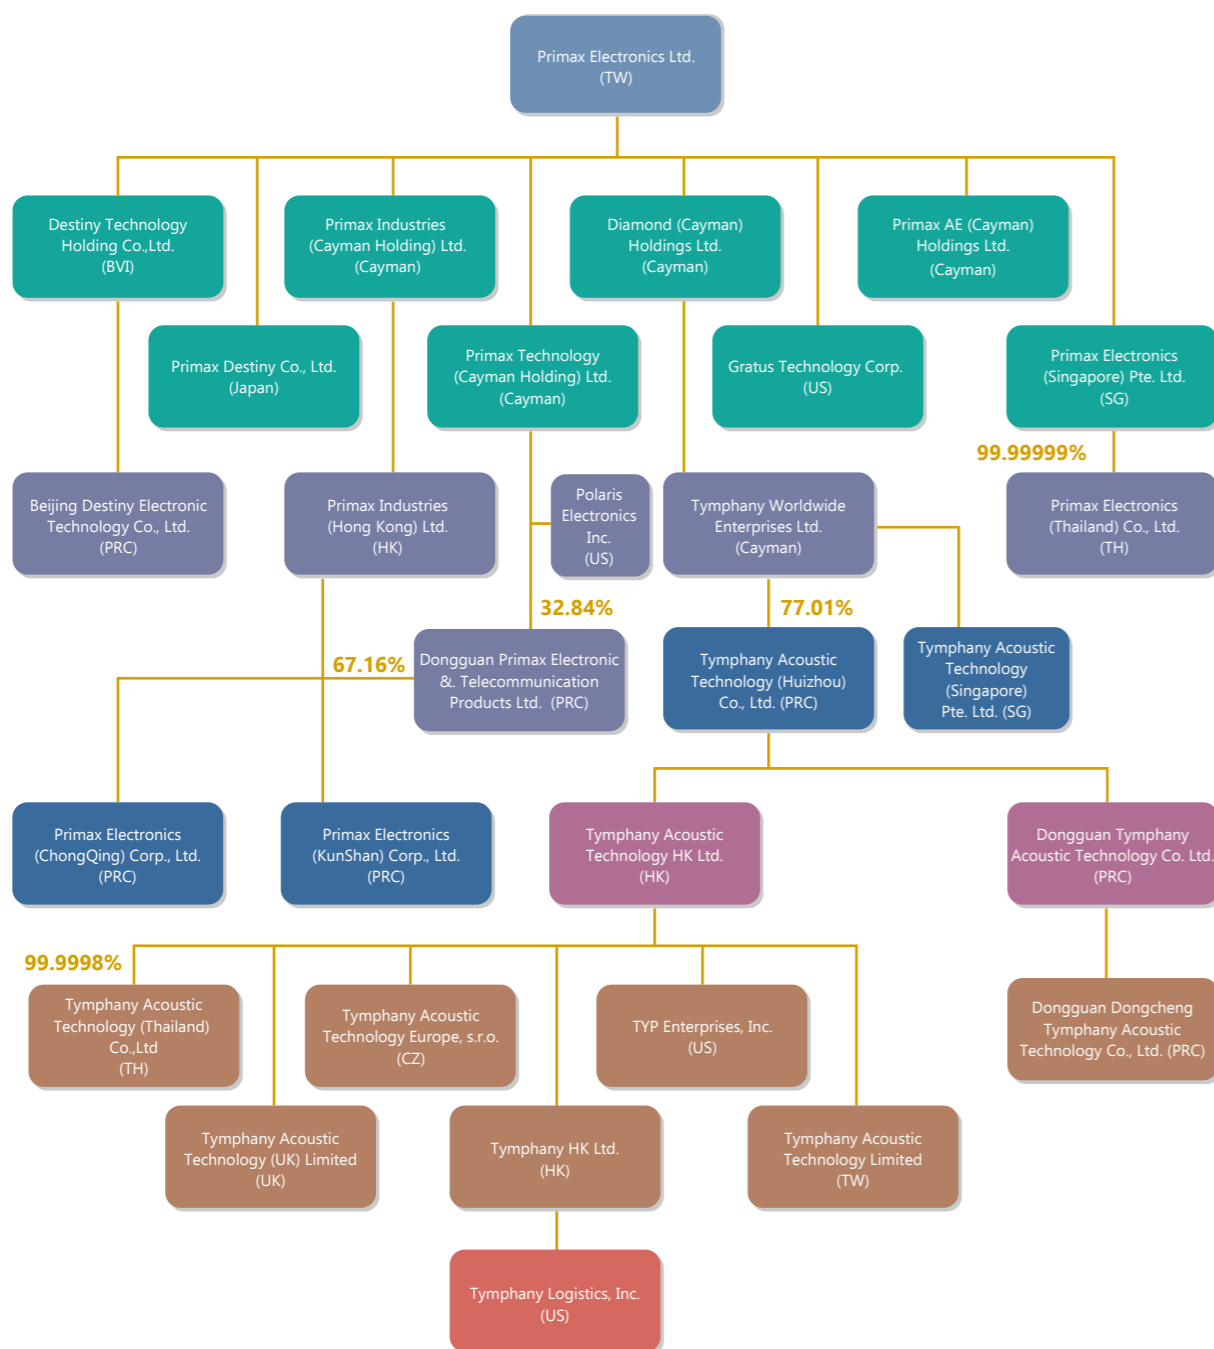 Primax Electronics Ltd.
(TW)
Destiny Technology
Holding Co.,Ltd.
(BVI)
Primax Industries
(Cayman Holding) Ltd.
(Cayman)
Diamond (Cayman)
Holdings Ltd.
(Cayman)
Primax AE (Cayman)
Holdings Ltd.
(Cayman)
Primax Destiny Co., Ltd.
(Japan)
Primax Technology
(Cayman Holding) Ltd.
(Cayman)
Gratus Technology Corp.
(US)
Primax Electronics
(Singapore) Pte. Ltd.
(SG)
99.99999%
Beijing Destiny Electronic
Technology Co., Ltd.
(PRC)
Primax Industries
(Hong Kong) Ltd.
(HK)
Polaris
Electronics
Inc.
(US)
Tymphany Worldwide
Enterprises Ltd.
(Cayman)
Primax Electronics
(Thailand) Co., Ltd.
(TH)
32.84%
77.01%
67.16%
Dongguan Primax Electronic
&. Telecommunication
Products Ltd.  (PRC)
Tymphany Acoustic
Technology (Huizhou)
Co., Ltd. (PRC)
Tymphany Acoustic
Technology
(Singapore)
Pte. Ltd. (SG)
Primax Electronics
(ChongQing) Corp., Ltd.
(PRC)
Primax Electronics
(KunShan) Corp., Ltd.
(PRC)
Tymphany Acoustic
Technology HK Ltd.
(HK)
Dongguan Tymphany
Acoustic Technology Co. Ltd.
(PRC)
99.9998%
Tymphany Acoustic
Technology (Thailand)
Co.,Ltd
(TH)
Tymphany Acoustic
Technology Europe, s.r.o.
(CZ)
TYP Enterprises, Inc.
(US)
Dongguan Dongcheng
Tymphany Acoustic
Technology Co., Ltd. (PRC)
Tymphany Acoustic
Technology (UK) Limited
(UK)
Tymphany HK Ltd.
(HK)
Tymphany Acoustic
Technology Limited
(TW)
Tymphany Logistics, Inc.
(US)